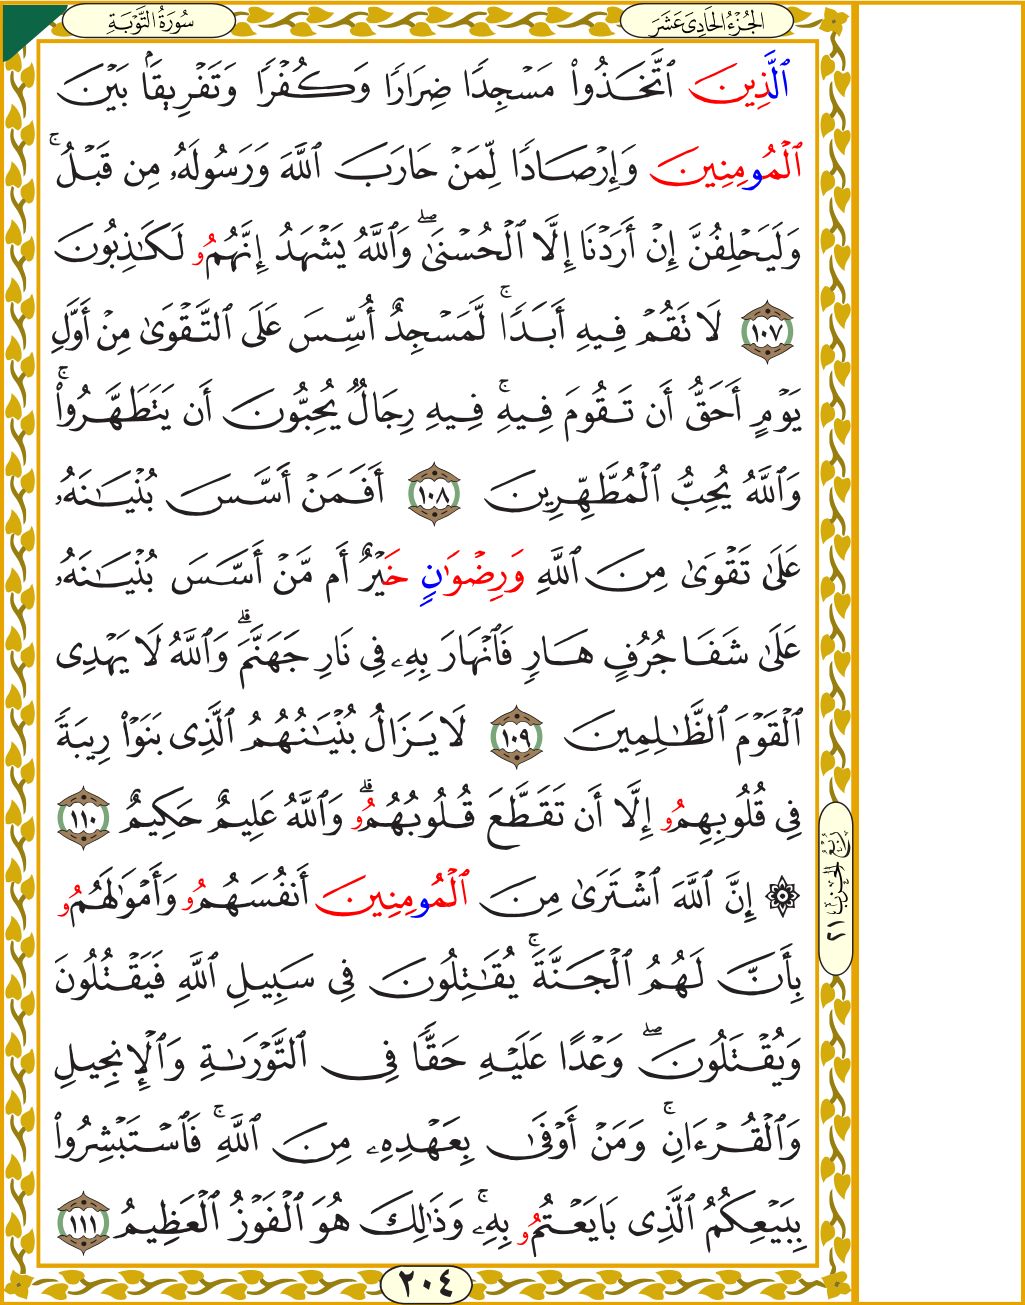 سُورَةُ التَّوْبَةِ
الجُزْءُ الحَادِىَ عَشَرَ
ٱلَّذِينَ ٱتَّخَذُوا۟ مَسْجِدًا ضِرَارًا وَكُفْرًا وَتَفْرِيقًۢا بَيْنَ
ٱلْمُومِنِينَ وَإِرْصَادًا لِّمَنْ حَارَبَ ٱللَّهَ وَرَسُولَهُۥ مِن قَبْلُ ۚ
وَلَيَحْلِفُنَّ إِنْ أَرَدْنَا إِلَّا ٱلْحُسْنَىٰ ۖ وَٱللَّهُ يَشْهَدُ إِنَّهُمُو لَكَـٰذِبُونَ
١٠٧ لَا تَقُمْ فِيهِ أَبَدًا ۚ لَّمَسْجِدٌ أُسِّسَ عَلَى ٱلتَّقْوَىٰ مِنْ أَوَّلِ
يَوْمٍ أَحَقُّ أَن تَقُومَ فِيهِ ۚ فِيهِ رِجَالٌ يُحِبُّونَ أَن يَتَطَهَّرُوا۟ ۚ
وَٱللَّهُ يُحِبُّ ٱلْمُطَّهِّرِينَ ١٠٨ أَفَمَنْ أَسَّسَ بُنْيَـٰنَهُۥ
عَلَىٰ تَقْوَىٰ مِنَ ٱللَّهِ وَرِضْوَٰنٍ خَيْرٌ أَم مَّنْ أَسَّسَ بُنْيَـٰنَهُۥ
عَلَىٰ شَفَا جُرُفٍ هَارٍ فَٱنْهَارَ بِهِۦ فِى نَارِ جَهَنَّمَ ۗ وَٱللَّهُ لَا يَهْدِى
ٱلْقَوْمَ ٱلظَّـٰلِمِينَ ١٠٩ لَا يَزَالُ بُنْيَـٰنُهُمُ ٱلَّذِى بَنَوْا۟ رِيبَةً
فِى قُلُوبِهِمُو إِلَّا أَن تَقَطَّعَ قُلُوبُهُمُو ۗ وَٱللَّهُ عَلِيمٌ حَكِيمٌ ١١٠
۞ إِنَّ ٱللَّهَ ٱشْتَرَىٰ مِنَ ٱلْمُومِنِينَ أَنفُسَهُمُو وَأَمْوَٰلَهُمُو
بِأَنَّ لَهُمُ ٱلْجَنَّةَ ۚ يُقَـٰتِلُونَ فِى سَبِيلِ ٱللَّهِ فَيَقْتُلُونَ
وَيُقْتَلُونَ ۖ وَعْدًا عَلَيْهِ حَقًّا فِى ٱلتَّوْرَىٰةِ وَٱلْإِنجِيلِ
وَٱلْقُرْءَانِ ۚ وَمَنْ أَوْفَىٰ بِعَهْدِهِۦ مِنَ ٱللَّهِ ۚ فَٱسْتَبْشِرُوا۟
بِبَيْعِكُمُ ٱلَّذِى بَايَعْتُمُو بِهِۦ ۚ وَذَٰلِكَ هُوَ ٱلْفَوْزُ ٱلْعَظِيمُ ١١١
رُبُعُ الحِزْبِ ٢١
٢٠٤